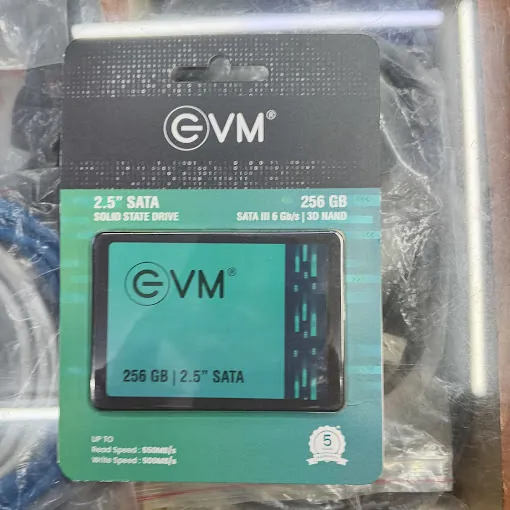 EVM®
2.5" SATA
SOLID STATE DRIVE
256 GB
SATA III 6 Gb/s | 3D NAND
EVM®
256 GB | 2.5" SATA
UP TO
Read Speed : 550MB/s
Write Speed : 500MB/s
5